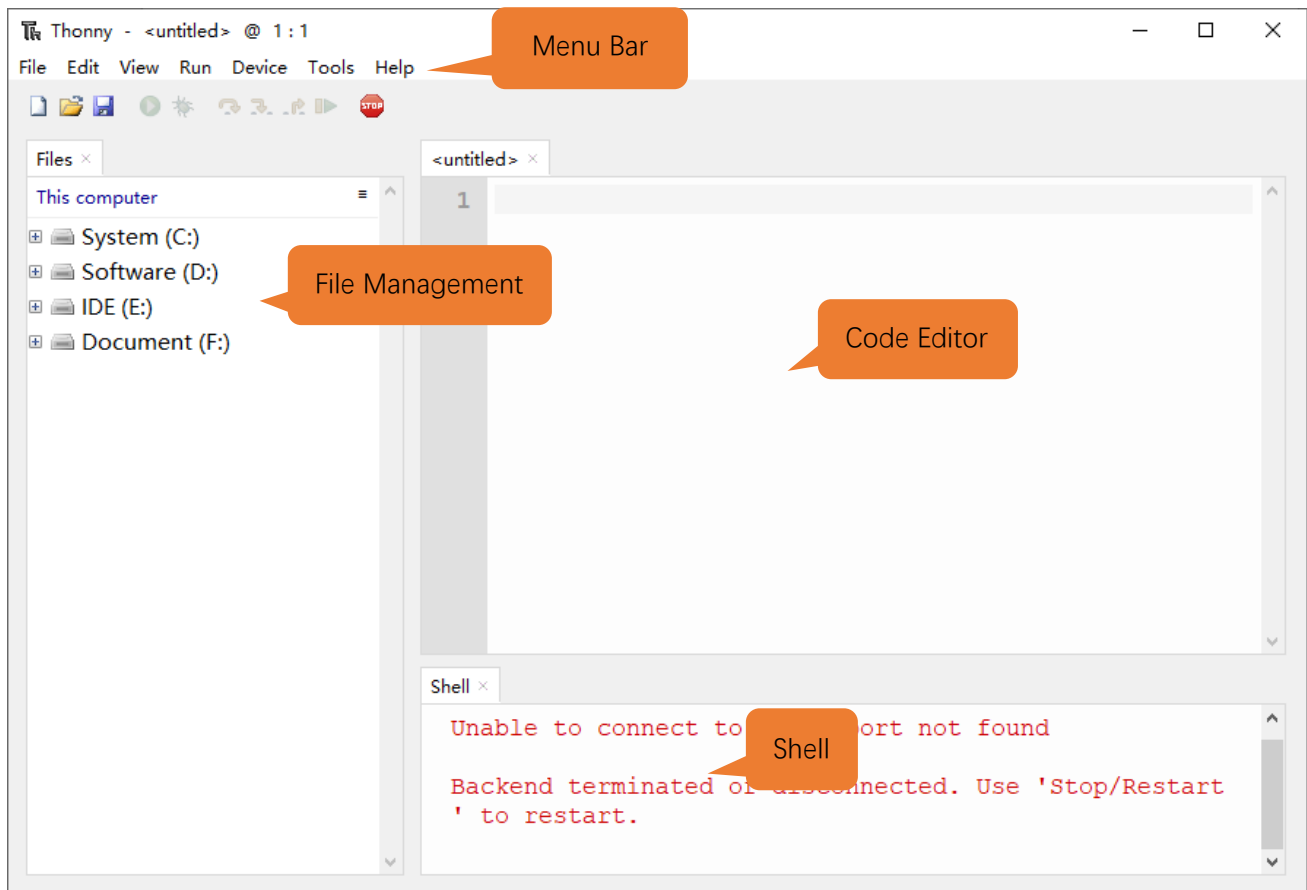 Thonny - <untitled> @ 1:1
Menu Bar
File Edit View Run Device Tools Help
STOP
Files
<untitled>
This computer
1
System (C:)
Software (D:)
File Management
IDE (E:)
Code Editor
Document (F:)
Shell
Unable to connect to ort not found
Shell
Backend terminated or disconnected. Use 'Stop/Restart
' to restart.